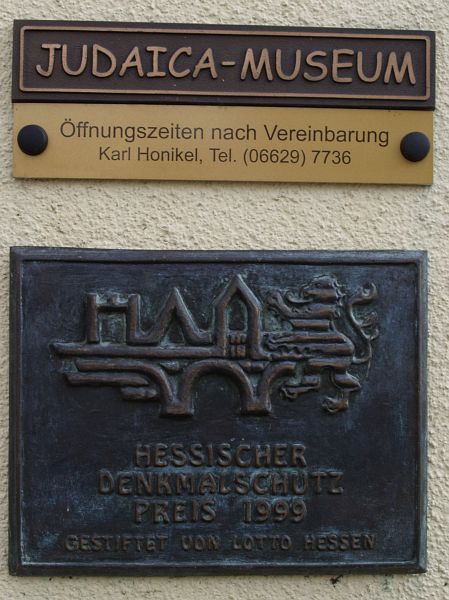 JUDAICA-MUSEUM
Öffnungszeiten nach Vereinbarung
Karl Honikel, Tel. (06629) 7736
HESSISCHER
DENKMALSCHUTZ
PREIS 1999
GESTIFTET VON LOTTO HESSEN